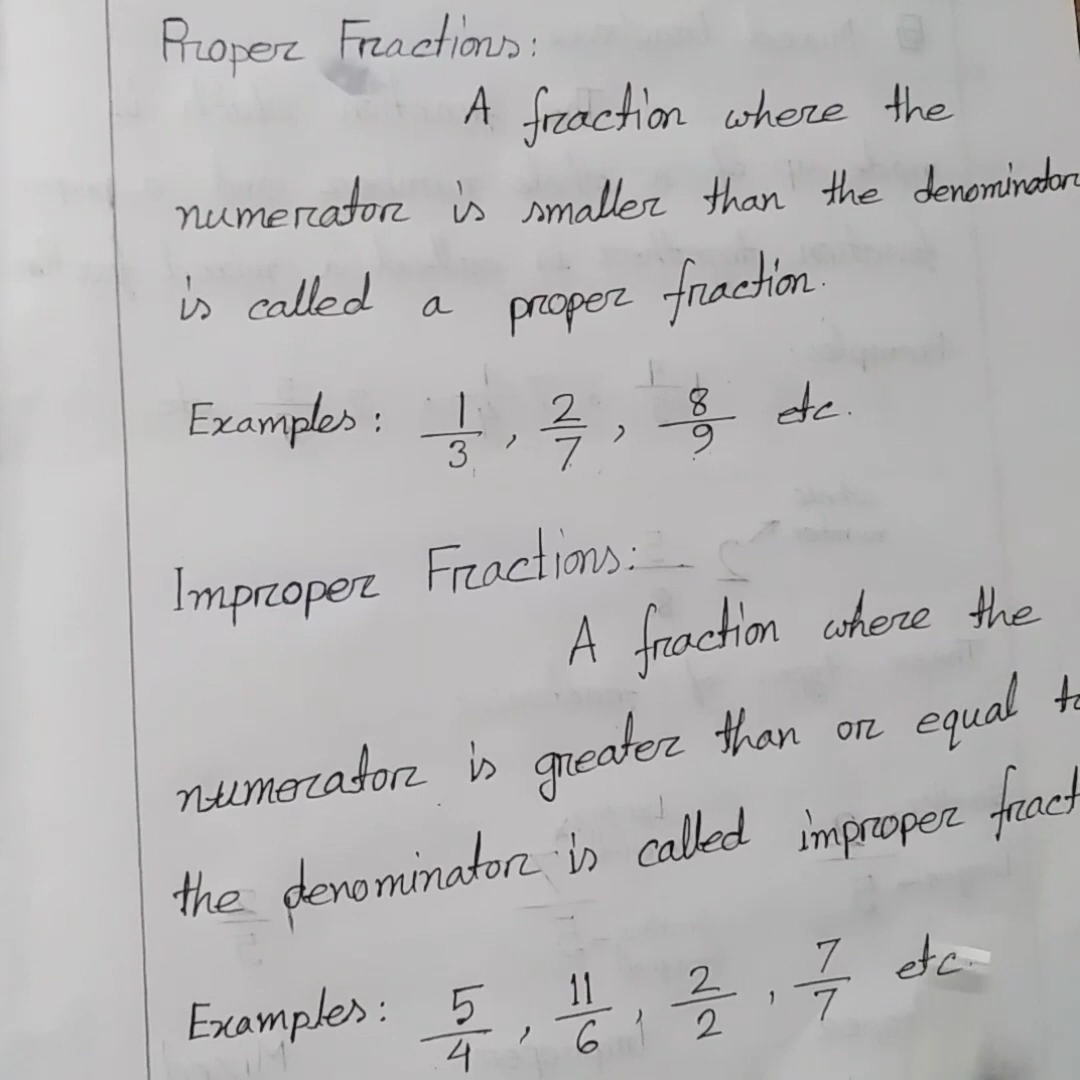 Proper Fractions:
A fraction where the
numerator is smaller than the denominator
is called a proper fraction.
Examples: 1/3, 2/7, 8/9 etc.
Improper Fractions:
A fraction where the
numerator is greater than or equal to
the denominator is called improper fract
Examples: 5/4, 11/6, 2/2, 7/7 etc.